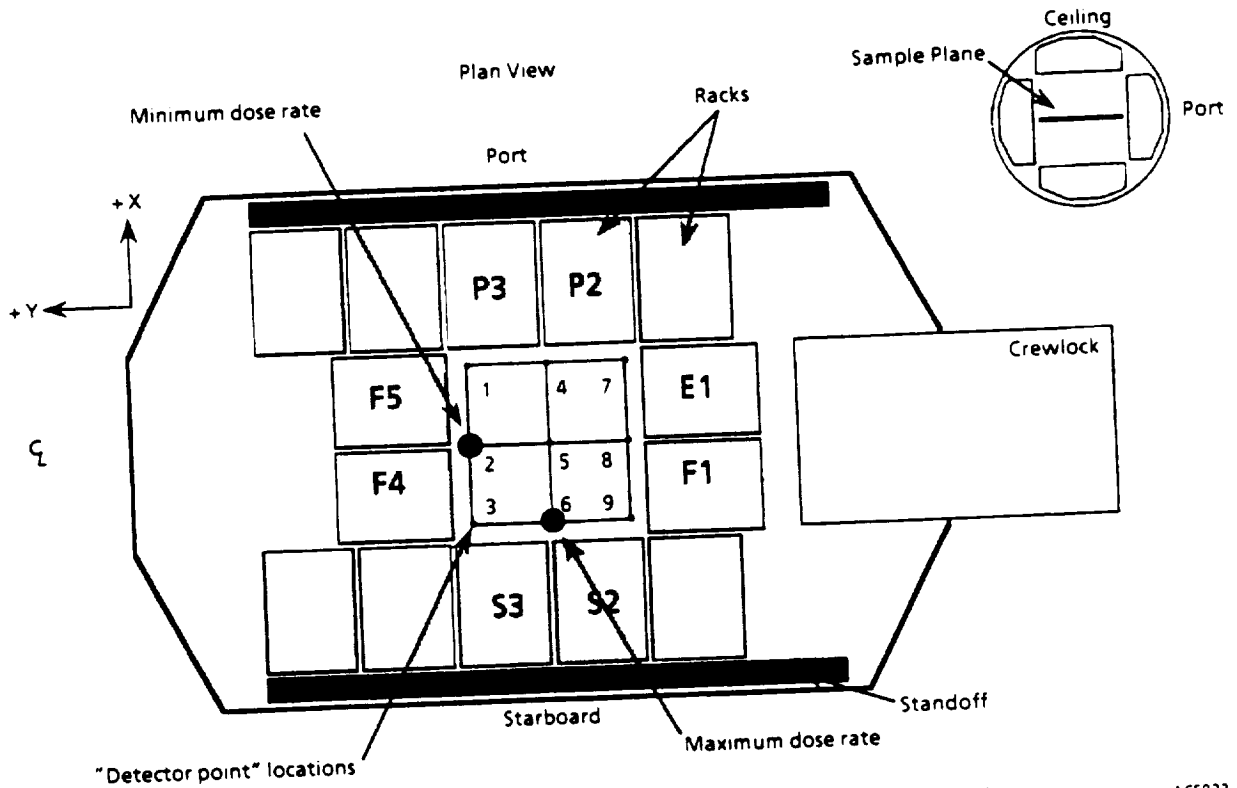 Ceiling
Sample Plane
Plan View
Port
Racks
Minimum dose rate
Port
+ X
+ Y
P3
P2
Crewlock
F5
1
4
7
E1
℄
F4
2
5
8
F1
3
6
9
S3
S2
Standoff
Starboard
Maximum dose rate
"Detector point" locations